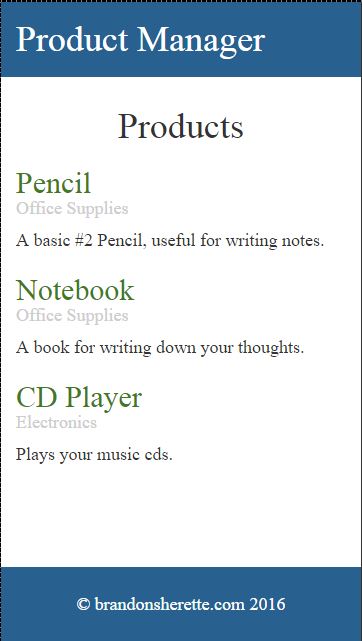 Product Manager
Products
Pencil
Office Supplies
A basic #2 Pencil, useful for writing notes.
Notebook
Office Supplies
A book for writing down your thoughts.
CD Player
Electronics
Plays your music cds.
© brandonsherette.com 2016